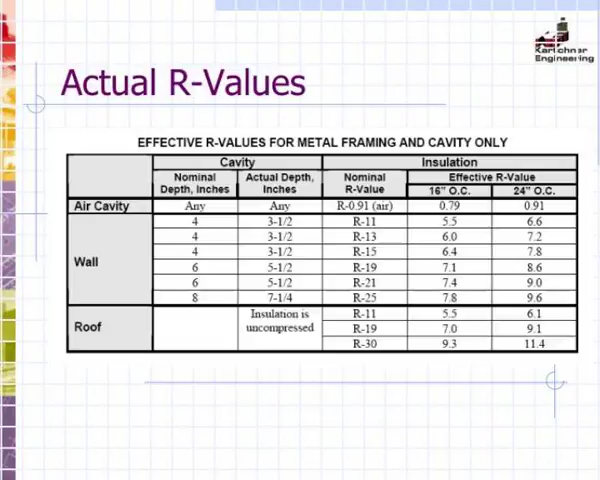 Kartchner
Engineering
Actual R-Values
EFFECTIVE R-VALUES FOR METAL FRAMING AND CAVITY ONLY
Cavity Insulation
Nominal Depth, Inches Actual Depth, Inches Nominal R-Value Effective R-Value
16" O.C. 24" O.C.
Air Cavity Any Any R-0.91 (air) 0.79 0.91
Wall 4 3-1/2 R-11 5.5 6.6
4 3-1/2 R-13 6.0 7.2
4 3-1/2 R-15 6.4 7.8
6 5-1/2 R-19 7.1 8.6
6 5-1/2 R-21 7.4 9.0
8 7-1/4 R-25 7.8 9.6
Roof Insulation is uncompressed R-11 5.5 6.1
R-19 7.0 9.1
R-30 9.3 11.4